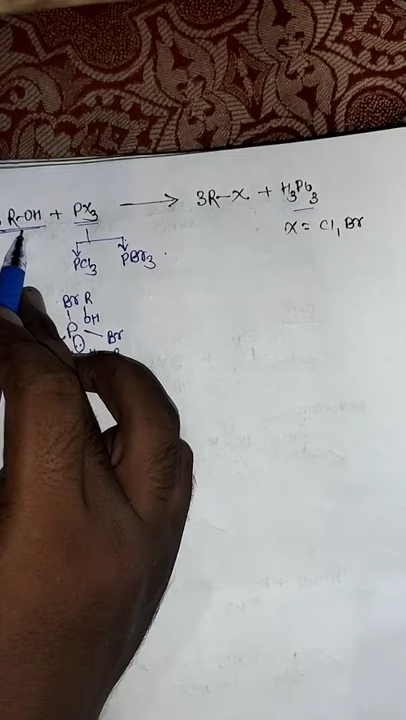 R-OH + PX3 → 3R-X + H3PO3
X = Cl, Br
PCl3 PBr3
Br R
OH
P Br